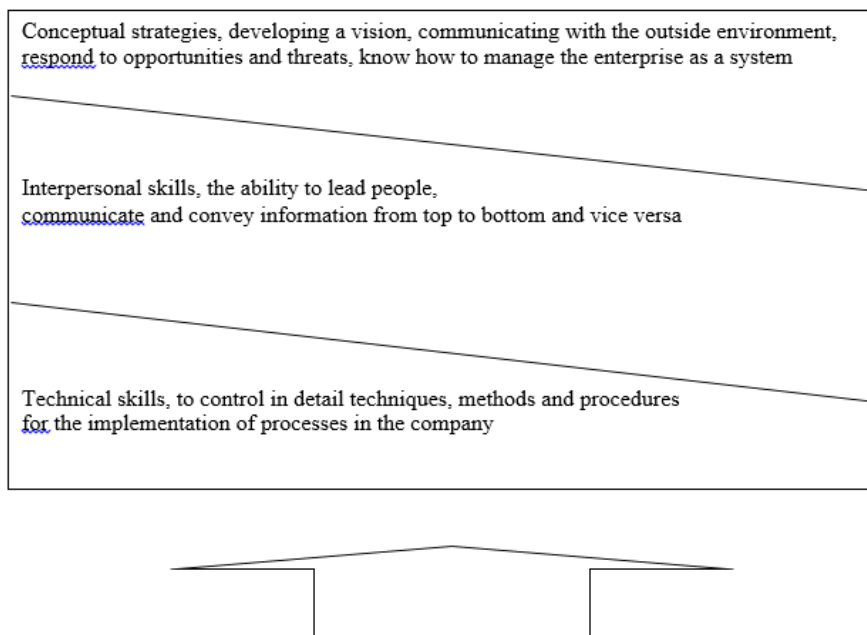 Conceptual strategies, developing a vision, communicating with the outside environment,
respond to opportunities and threats, know how to manage the enterprise as a system
Interpersonal skills, the ability to lead people,
communicate and convey information from top to bottom and vice versa
Technical skills, to control in detail techniques, methods and procedures
for the implementation of processes in the company